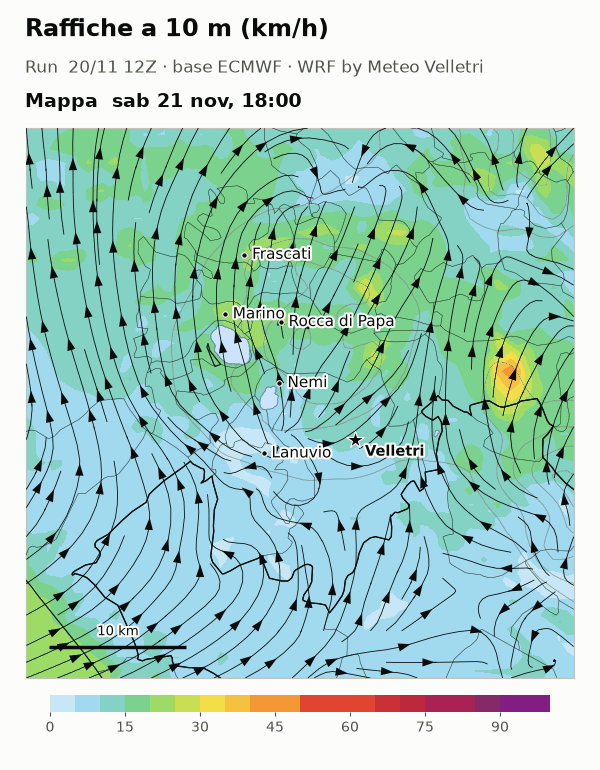 Raffiche a 10 m (km/h)
Run  20/11 12Z · base ECMWF · WRF by Meteo Velletri
Mappa  sab 21 nov, 18:00
Frascati
Marino
Rocca di Papa
Nemi
Velletri
Lanuvio
10 km
0 15 30 45 60 75 90